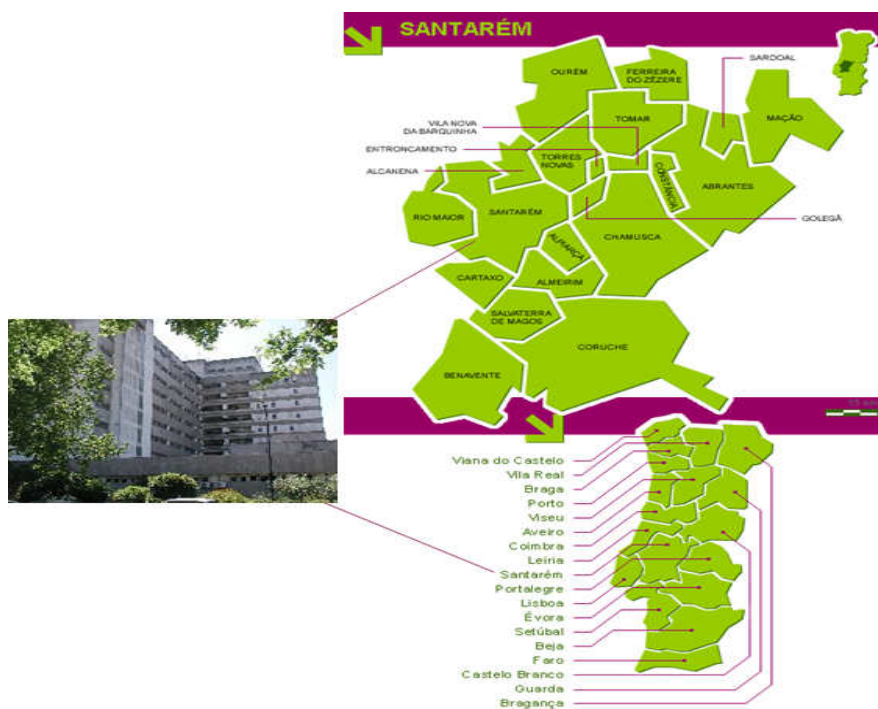 SANTARÉM
SARDOAL
OURÉM
FERREIRA
DO ZÊZERE
MAÇÃO
VILA NOVA
DA BARQUINHA
TOMAR
ENTRONCAMENTO
TORRES
NOVAS
ALCANENA
CONSTÂNCIA
ABRANTES
RIO MAIOR
SANTARÉM
GOLEGÃ
CHAMUSCA
ALPIARÇA
CARTAXO
ALMEIRIM
SALVATERRA
DE MAGOS
CORUCHE
BENAVENTE
Viana do Castelo
Vila Real
Braga
Porto
Viseu
Aveiro
Coimbra
Leiria
Santarém
Portalegre
Lisboa
Évora
Setúbal
Beja
Faro
Castelo Branco
Guarda
Bragança